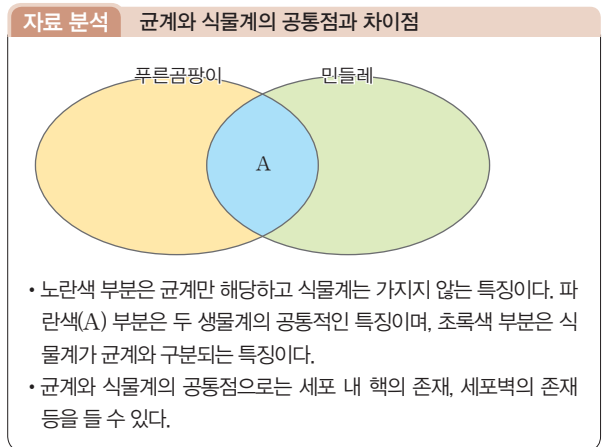 자료 분석 균계와 식물계의 공통점과 차이점
푸른곰팡이 민들레
A
• 노란색 부분은 균계만 해당하고 식물계는 가지지 않는 특징이다. 파
란색(A) 부분은 두 생물계의 공통적인 특징이며, 초록색 부분은 식
물계가 균계와 구분되는 특징이다.
• 균계와 식물계의 공통점으로는 세포 내 핵의 존재, 세포벽의 존재
등을 들 수 있다.